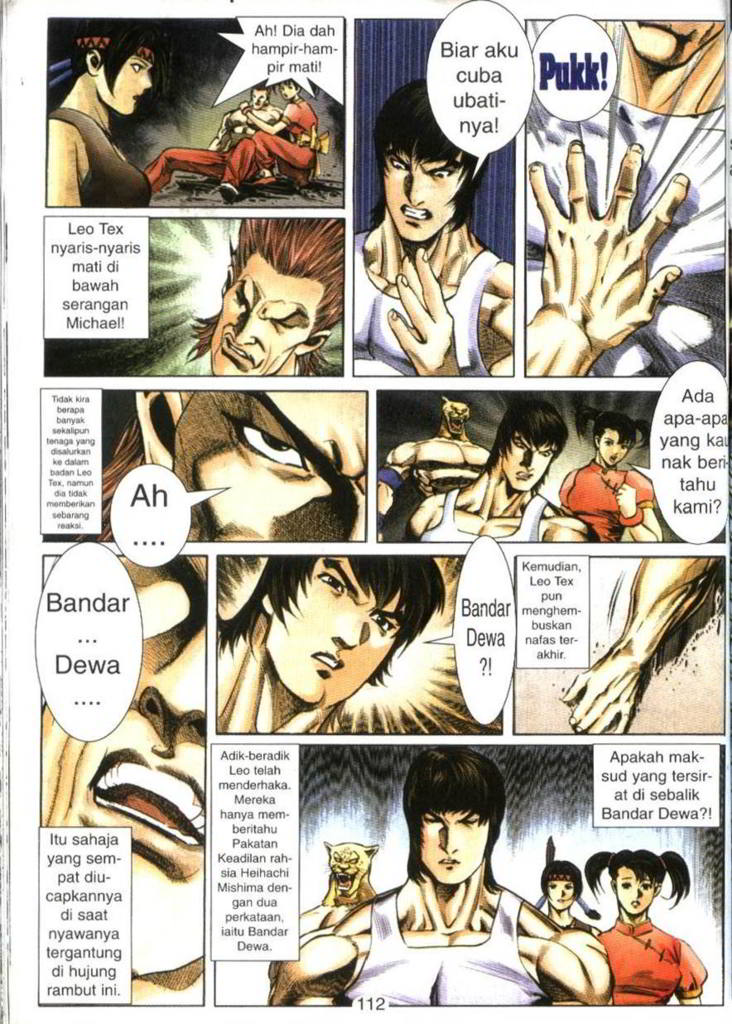 Ah! Dia dah
hampir-ham-
pir mati!
Biar aku
cuba
ubati-
nya!
Pukk!
Leo Tex
nyaris-nyaris
mati di
bawah
serangan
Michael!
Tidak kira
berapa
banyak
sekalipun
tenaga yang
disalurkan
ke dalam
badan Leo
Tex, namun
dia tidak
memberikan
sebarang
reaksi.
Ah
....
Ada
apa-apa
yang kau
nak beri-
tahu
kami?
Bandar
...
Dewa
....
Bandar
Dewa
?!
Kemudian,
Leo Tex
pun
menghem-
buskan
nafas ter-
akhir.
Itu sahaja
yang sem-
pat diu-
capkannya
di saat
nyawanya
tergantung
di hujung
rambut ini.
Adik-beradik
Leo telah
menderhaka.
Mereka
hanya mem-
beritahu
Pakatan
Keadilan rah-
sia Heihachi
Mishima den-
gan dua
perkataan,
iaitu Bandar
Dewa.
Apakah mak-
sud yang tersir-
at di sebalik
Bandar Dewa?!
112